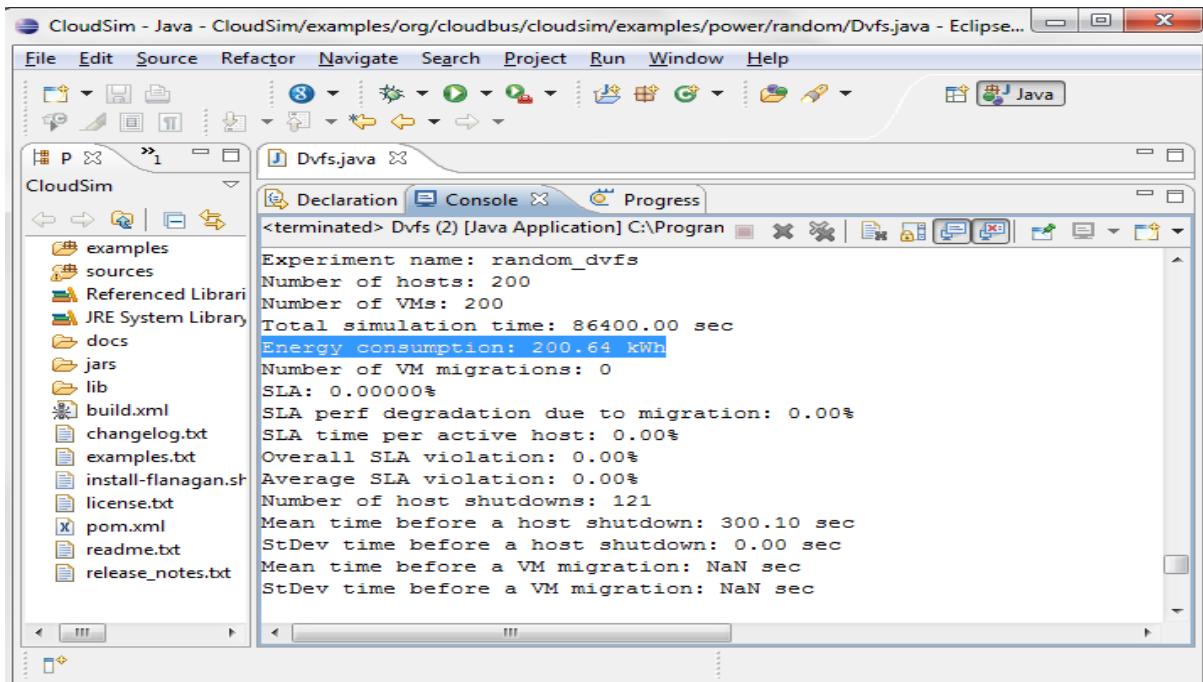 CloudSim - Java - CloudSim/examples/org/cloudbus/cloudsim/examples/power/random/Dvfs.java - Eclipse...
File Edit Source Refactor Navigate Search Project Run Window Help
Java
P
1
Dvfs.java
CloudSim
Declaration Console Progress
<terminated> Dvfs (2) [Java Application] C:\Progran
examples
sources
Referenced Librari
JRE System Library
docs
jars
lib
build.xml
changelog.txt
examples.txt
install-flanagan.sh
license.txt
pom.xml
readme.txt
release_notes.txt
Experiment name: random_dvfs
Number of hosts: 200
Number of VMs: 200
Total simulation time: 86400.00 sec
Energy consumption: 200.64 kWh
Number of VM migrations: 0
SLA: 0.00000%
SLA perf degradation due to migration: 0.00%
SLA time per active host: 0.00%
Overall SLA violation: 0.00%
Average SLA violation: 0.00%
Number of host shutdowns: 121
Mean time before a host shutdown: 300.10 sec
StDev time before a host shutdown: 0.00 sec
Mean time before a VM migration: NaN sec
StDev time before a VM migration: NaN sec